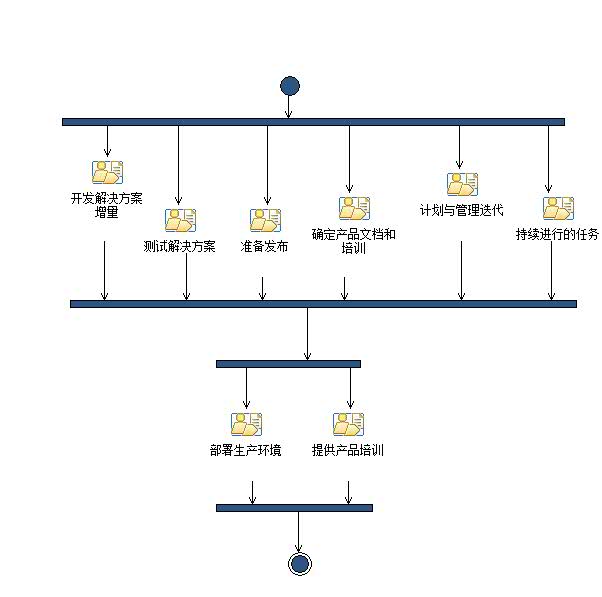 开发解决方案
增量
测试解决方案
准备发布
确定产品文档和
培训
计划与管理迭代
持续进行的任务
部署生产环境
提供产品培训